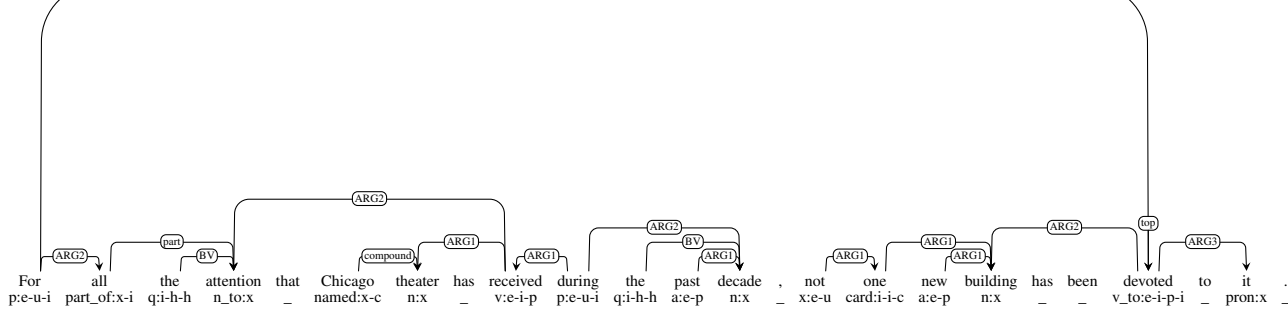 top
ARG2
ARG2
ARG2
part
BV
ARG1
ARG1
ARG3
ARG2
BV
compound
ARG1
ARG1
ARG1
ARG1
For all the attention that Chicago theater has received during the past decade , not one new building has been devoted to it .
p:e-u-i part_of:x-i q:i-h-h n_to:x _ named:x-c n:x _ v:e-i-p p:e-u-i q:i-h-h a:e-p n:x _ x:e-u card:i-i-c a:e-p n:x _ _ v_to:e-i-p-i _ pron:x _